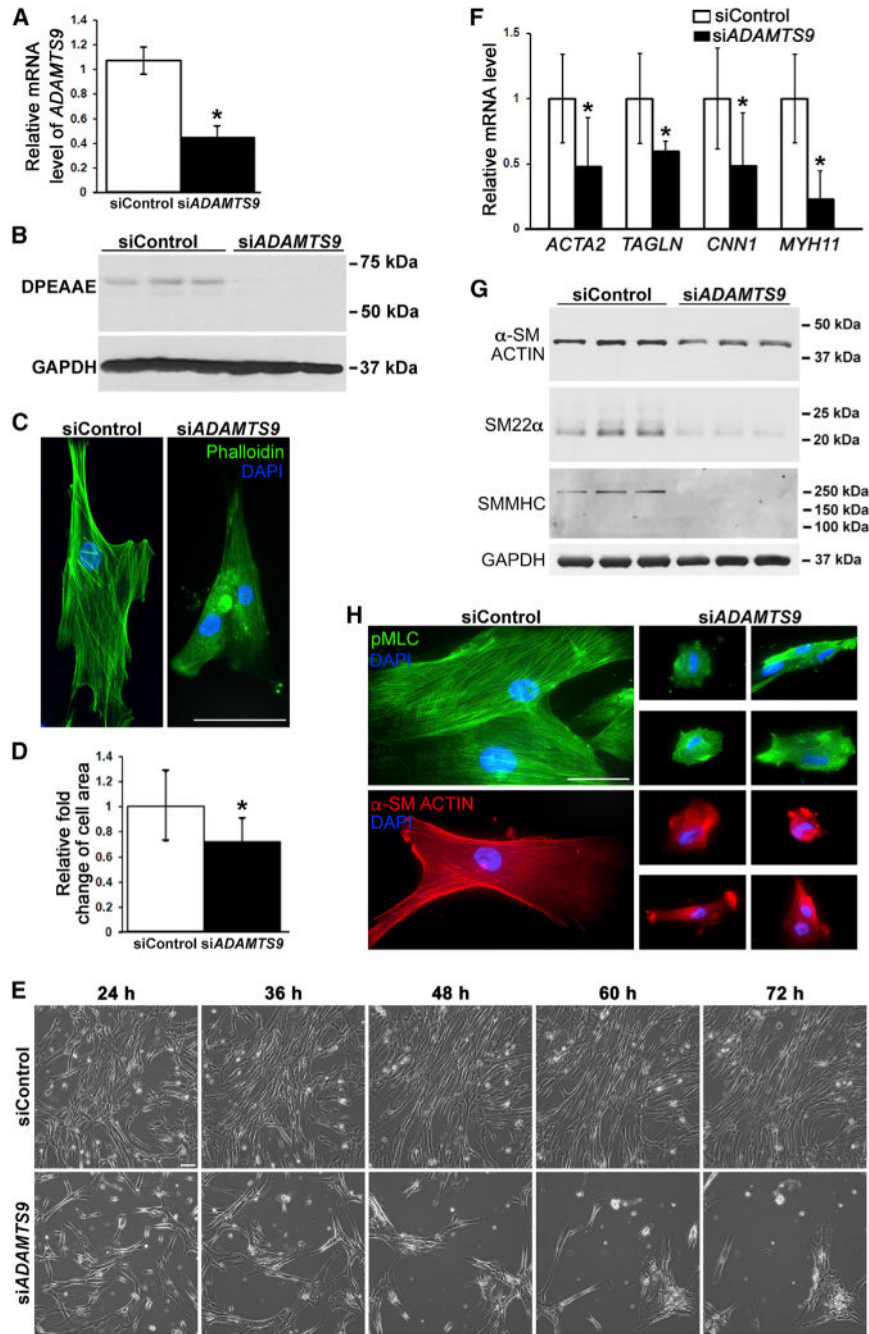 A
Relative mRNA
level of ADAMTS9
1.4
1.2
1
0.8
0.6
0.4
0.2
0
*
siControl siADAMTS9
B
siControl siADAMTS9
DPEAAE
75 kDa
50 kDa
GAPDH
37 kDa
C
siControl siADAMTS9
Phalloidin
DAPI
D
Relative fold
change of cell area
1.4
1.2
1
0.8
0.6
0.4
0.2
0
*
siControl siADAMTS9
E
24 h 36 h 48 h 60 h 72 h
siControl
siADAMTS9
F
siControl
siADAMTS9
Relative mRNA level
1.5
1
0.5
0
* * * *
ACTA2 TAGLN CNN1 MYH11
G
siControl siADAMTS9
α-SM
ACTIN
50 kDa
37 kDa
SM22α
25 kDa
20 kDa
SMMHC
250 kDa
150 kDa
100 kDa
GAPDH
37 kDa
H
siControl siADAMTS9
pMLC
DAPI
α-SM ACTIN
DAPI